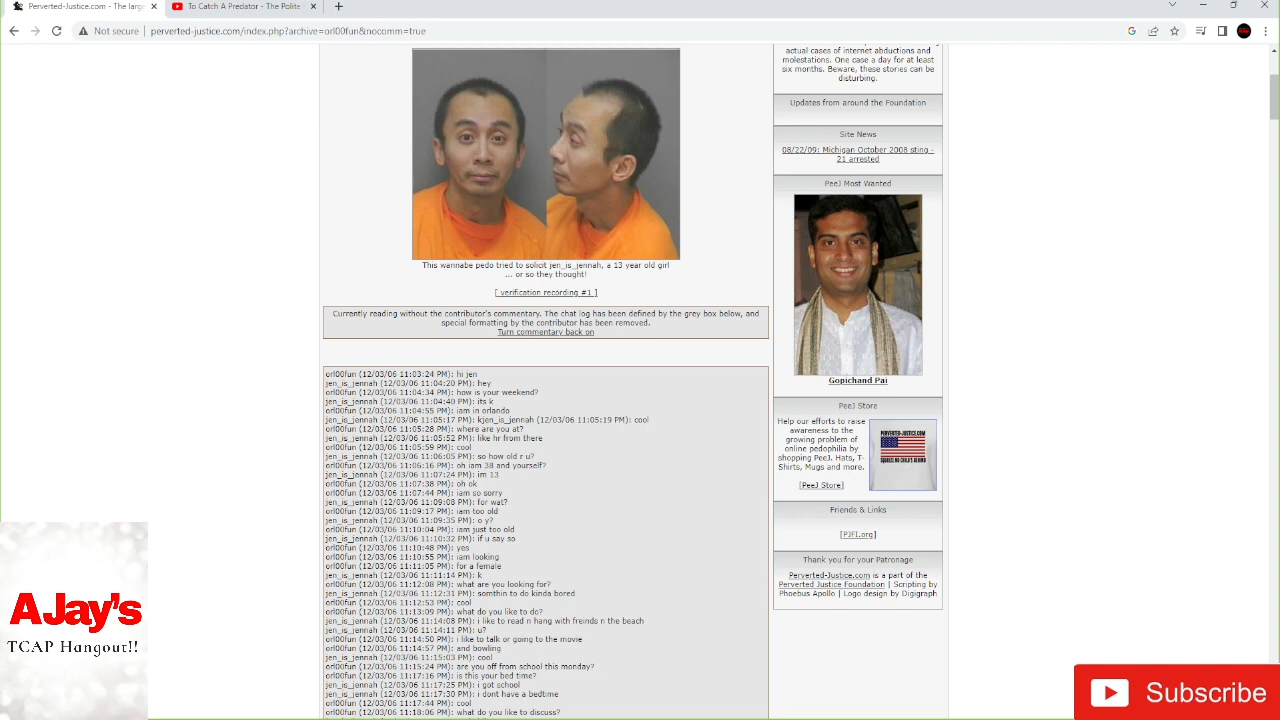 Perverted-Justice.com - The large
To Catch A Predator - The Polite
Not secure
perverted-justice.com/index.php?archive=orl00fun&nocomm=true
This wannabe pedo tried to solicit jen_is_jennah, a 13 year old girl
... or so they thought!
[ verification recording #1 ]
Currently reading without the contributor's commentary. The chat log has been defined by the grey box below, and
special formatting by the contributor has been removed.
Turn commentary back on
orl00fun (12/03/06 11:03:24 PM): hi jen
jen_is_jennah (12/03/06 11:04:20 PM): hey
orl00fun (12/03/06 11:04:34 PM): how is your weekend?
jen_is_jennah (12/03/06 11:04:40 PM): its k
orl00fun (12/03/06 11:04:55 PM): iam in orlando
jen_is_jennah (12/03/06 11:05:17 PM): kjen_is_jennah (12/03/06 11:05:19 PM): cool
orl00fun (12/03/06 11:05:28 PM): where are you at?
jen_is_jennah (12/03/06 11:05:52 PM): like hr from there
orl00fun (12/03/06 11:05:59 PM): cool
jen_is_jennah (12/03/06 11:06:05 PM): so how old r u?
orl00fun (12/03/06 11:06:16 PM): oh iam 38 and yourself?
jen_is_jennah (12/03/06 11:07:24 PM): im 13
orl00fun (12/03/06 11:07:38 PM): oh ok
orl00fun (12/03/06 11:07:44 PM): iam so sorry
jen_is_jennah (12/03/06 11:09:08 PM): for wat?
orl00fun (12/03/06 11:09:17 PM): iam too old
jen_is_jennah (12/03/06 11:09:35 PM): o y?
orl00fun (12/03/06 11:10:04 PM): iam just too old
jen_is_jennah (12/03/06 11:10:32 PM): if u say so
orl00fun (12/03/06 11:10:48 PM): yes
orl00fun (12/03/06 11:10:55 PM): iam looking
orl00fun (12/03/06 11:11:05 PM): for a female
jen_is_jennah (12/03/06 11:11:14 PM): k
orl00fun (12/03/06 11:12:08 PM): what are you looking for?
jen_is_jennah (12/03/06 11:12:31 PM): somthin to do kinda bored
orl00fun (12/03/06 11:12:53 PM): cool
orl00fun (12/03/06 11:13:09 PM): what do you like to do?
jen_is_jennah (12/03/06 11:14:08 PM): i like to read n hang with freinds n the beach
jen_is_jennah (12/03/06 11:14:11 PM): u?
orl00fun (12/03/06 11:14:50 PM): i like to talk or going to the movie
orl00fun (12/03/06 11:14:57 PM): and bowling
jen_is_jennah (12/03/06 11:15:03 PM): cool
orl00fun (12/03/06 11:15:24 PM): are you off from school this monday?
orl00fun (12/03/06 11:17:16 PM): is this your bed time?
jen_is_jennah (12/03/06 11:17:25 PM): i got school
jen_is_jennah (12/03/06 11:17:30 PM): i dont have a bedtime
orl00fun (12/03/06 11:17:44 PM): cool
orl00fun (12/03/06 11:18:06 PM): what do you like to discuss?
actual cases of internet abductions and
molestations. One case a day for at least
six months. Beware, these stories can be
disturbing.
Updates from around the Foundation
Site News
08/22/09: Michigan October 2008 sting -
21 arrested
PeeJ Most Wanted
Gopichand Pai
PeeJ Store
Help our efforts to raise
awareness to the
growing problem of
online pedophilia by
shopping PeeJ. Hats, T-
Shirts, Mugs and more.
[PeeJ Store]
PERVERTED-JUSTICE.COM
Friends & Links
[PJFI.org]
Thank you for your Patronage
Perverted-Justice.com is a part of the
Perverted Justice Foundation | Scripting by
Phoebus Apollo | Logo design by Digigraph
AJay's
TCAP Hangout!!
Subscribe